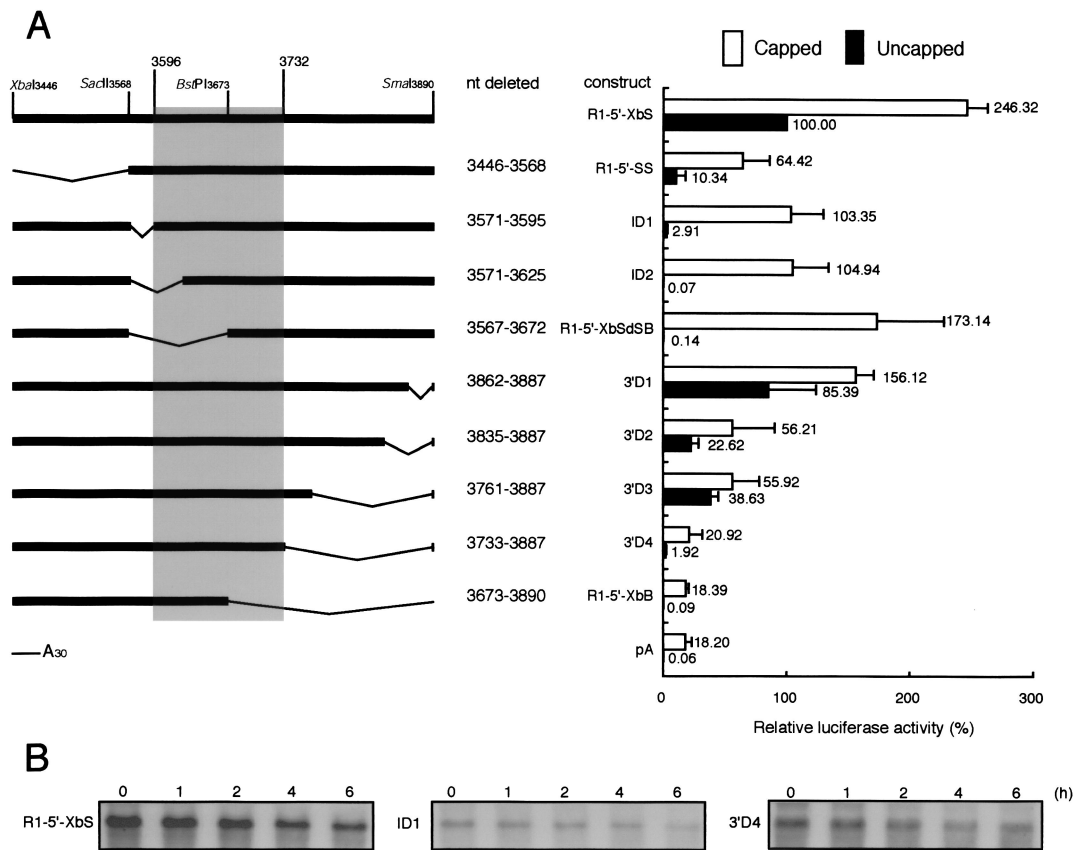 A
Capped Uncapped
3596 3732
XbaI3446 SacII3568 BstPI3673 SmaI3890 nt deleted construct
R1-5'-XbS 246.32
100.00
3446-3568 R1-5'-SS 64.42
10.34
3571-3595 ID1 103.35
2.91
3571-3625 ID2 104.94
0.07
3567-3672 R1-5'-XbSdSB 173.14
0.14
3862-3887 3'D1 156.12
85.39
3835-3887 3'D2 56.21
22.62
3761-3887 3'D3 55.92
38.63
3733-3887 3'D4 20.92
1.92
3673-3890 R1-5'-XbB 18.39
0.09
A30 pA 18.20
0.06
0 100 200 300
Relative luciferase activity (%)
B
0 1 2 4 6 0 1 2 4 6 0 1 2 4 6 (h)
R1-5'-XbS ID1 3'D4